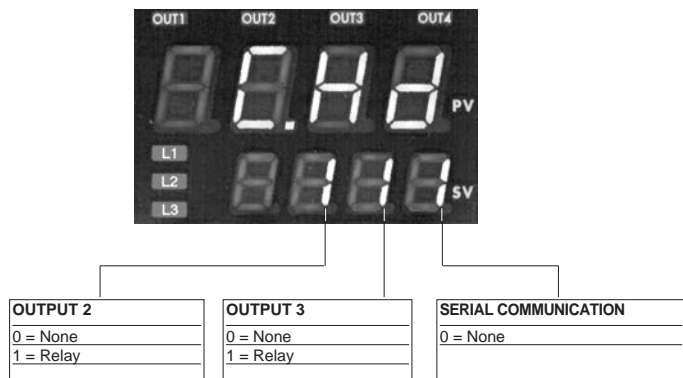 OUT1 OUT2 OUT3 OUT4
C.Hd PV
L1
L2 111 SV
L3
OUTPUT 2
0 = None
1 = Relay
OUTPUT 3
0 = None
1 = Relay
SERIAL COMMUNICATION
0 = None